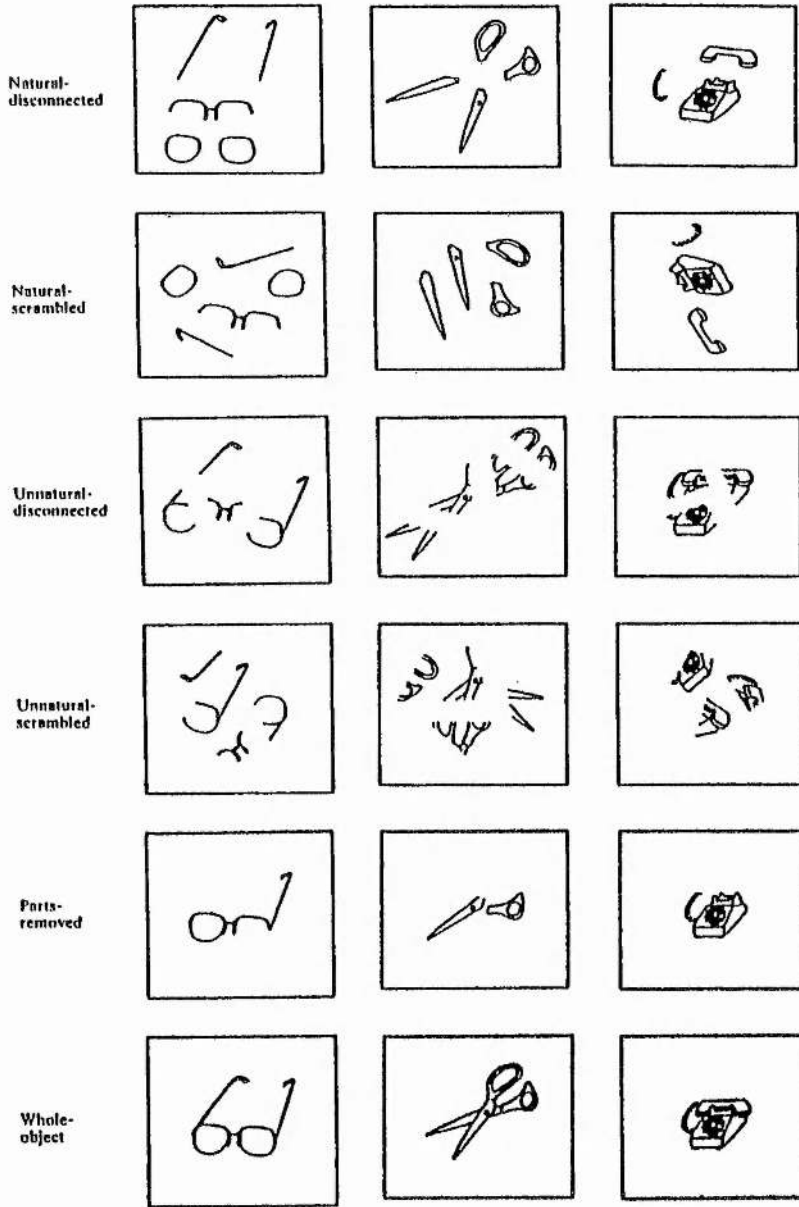 Natural-
disconnected
Natural-
scrambled
Unnatural-
disconnected
Unnatural-
scrambled
Parts-
removed
Whole-
object